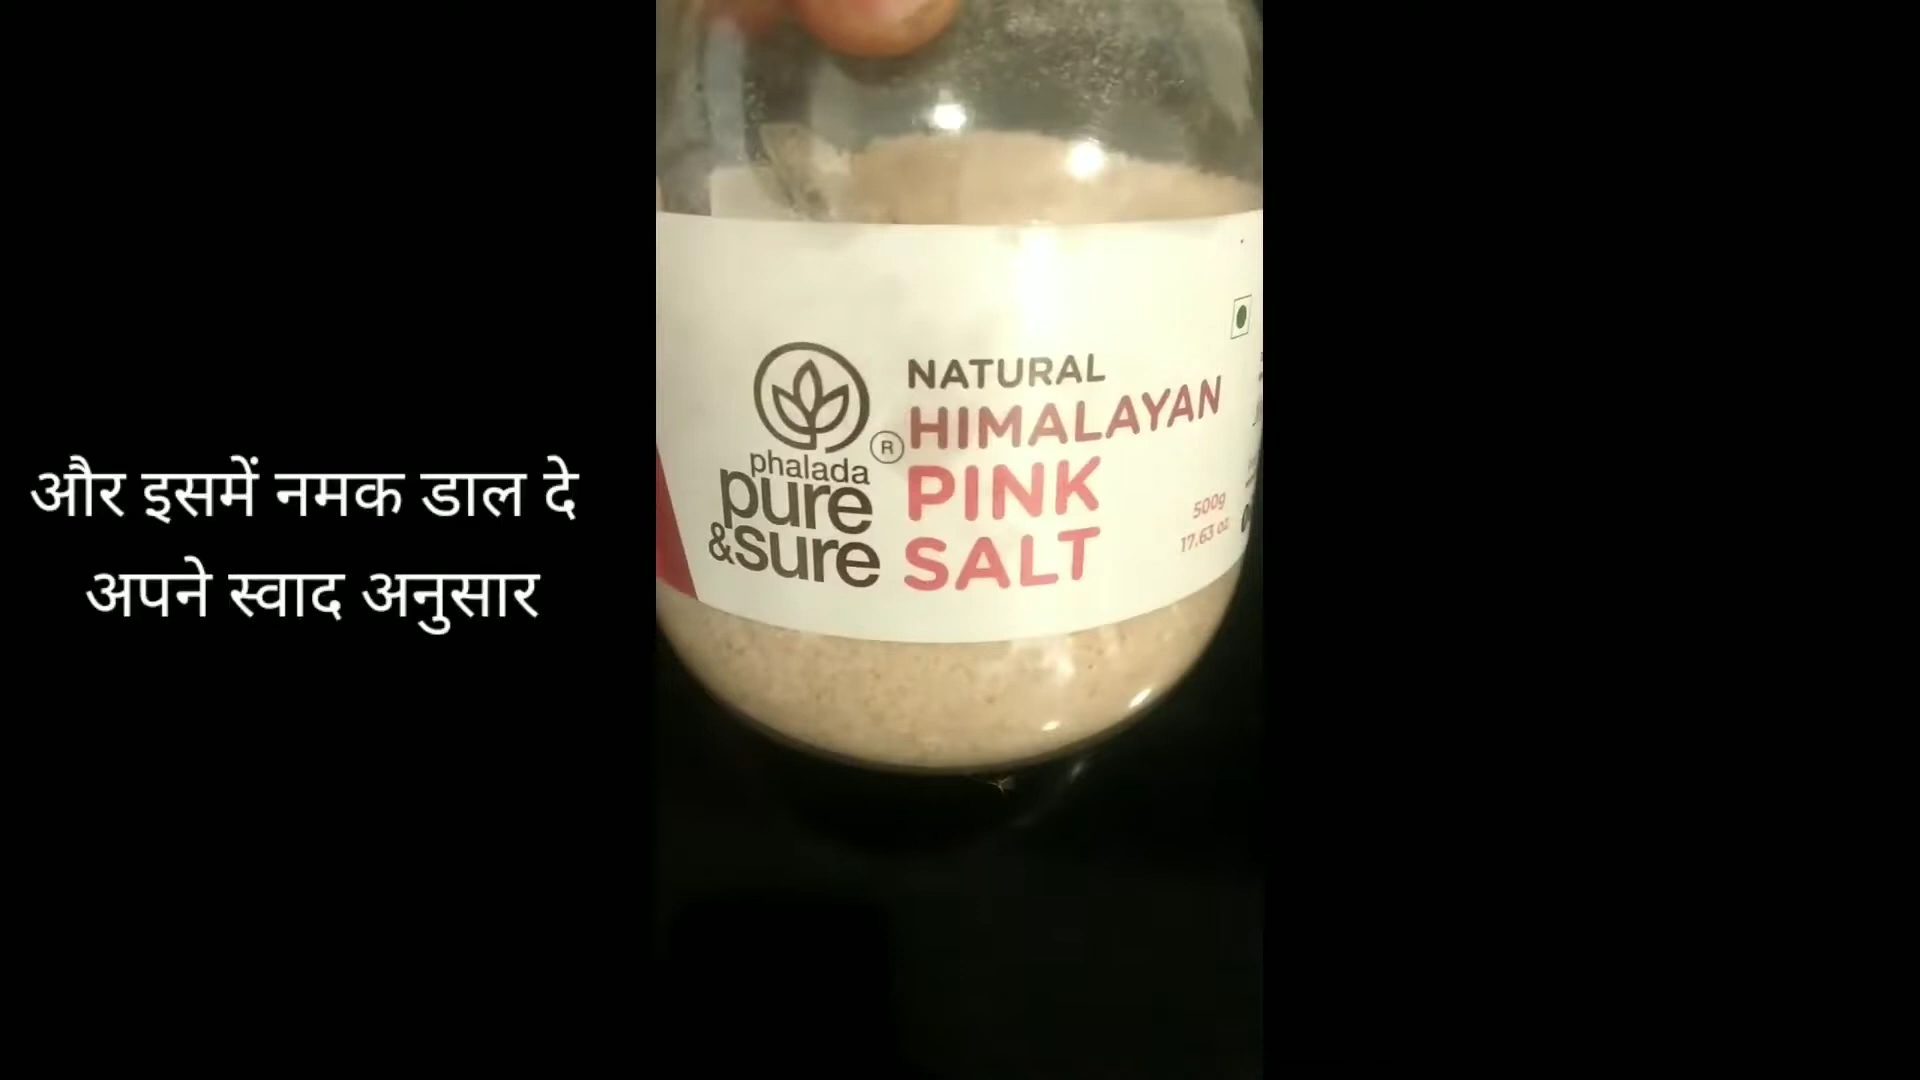 और इसमें नमक डाल दे
अपने स्वाद अनुसार
NATURAL
HIMALAYAN
PINK
SALT
phalada
pure
&sure
®
500g
17.63 oz